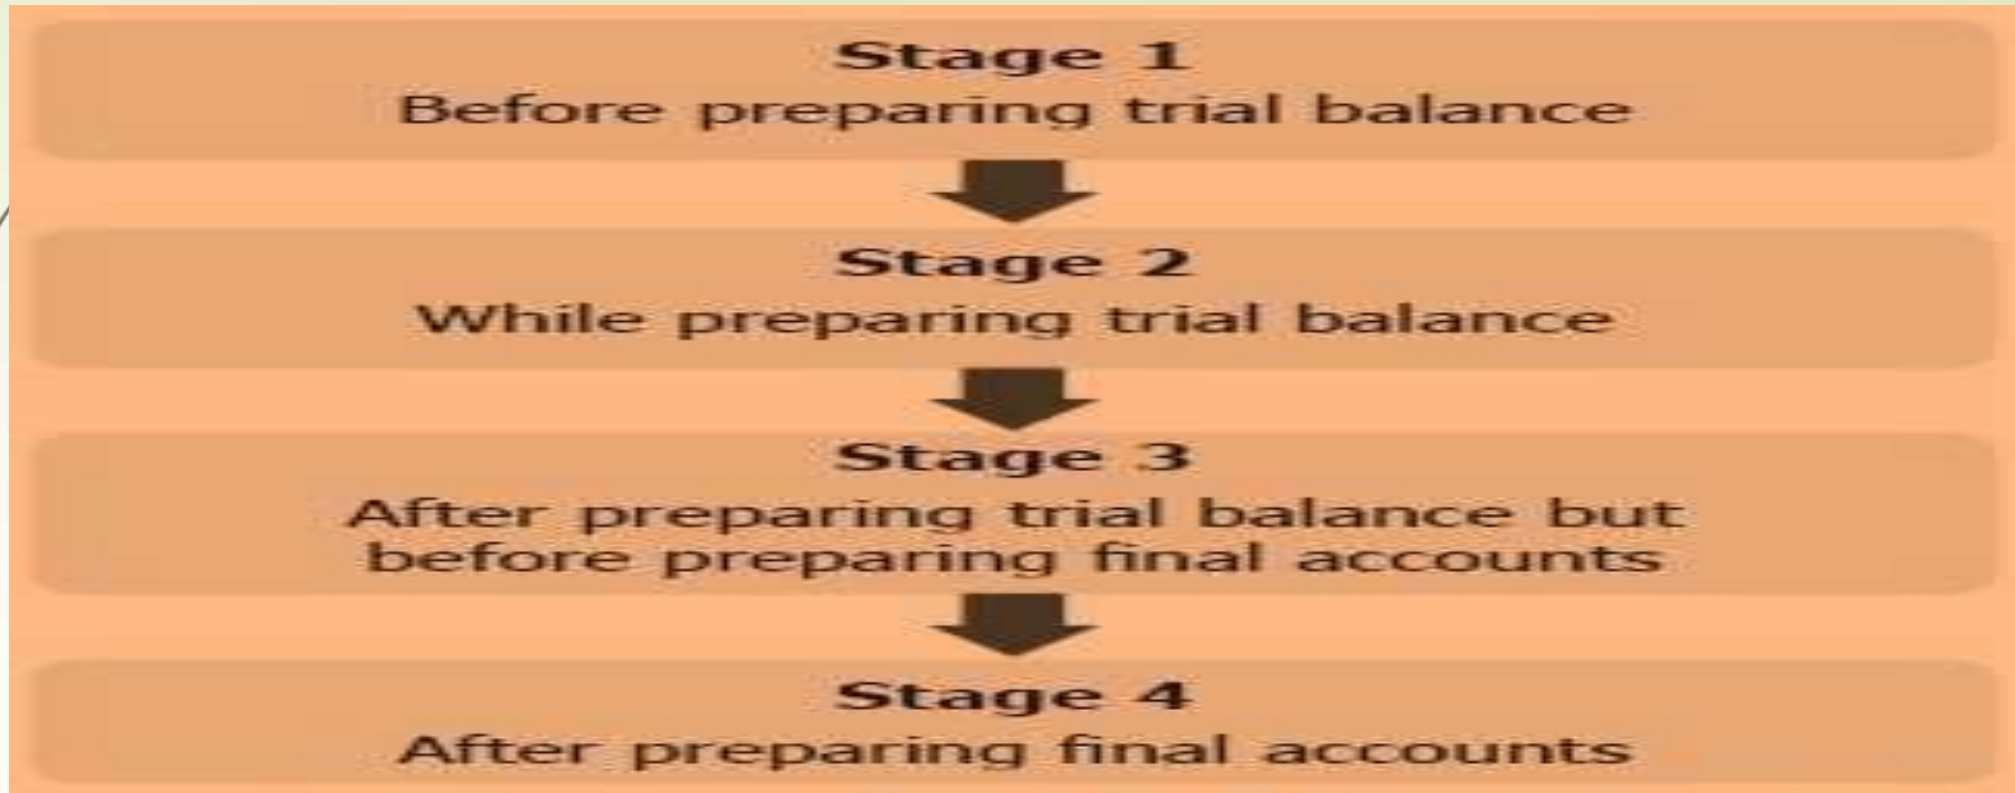 Stage 1
Before preparing trial balance
Stage 2
While preparing trial balance
Stage 3
After preparing trial balance but
before preparing final accounts
Stage 4
After preparing final accounts